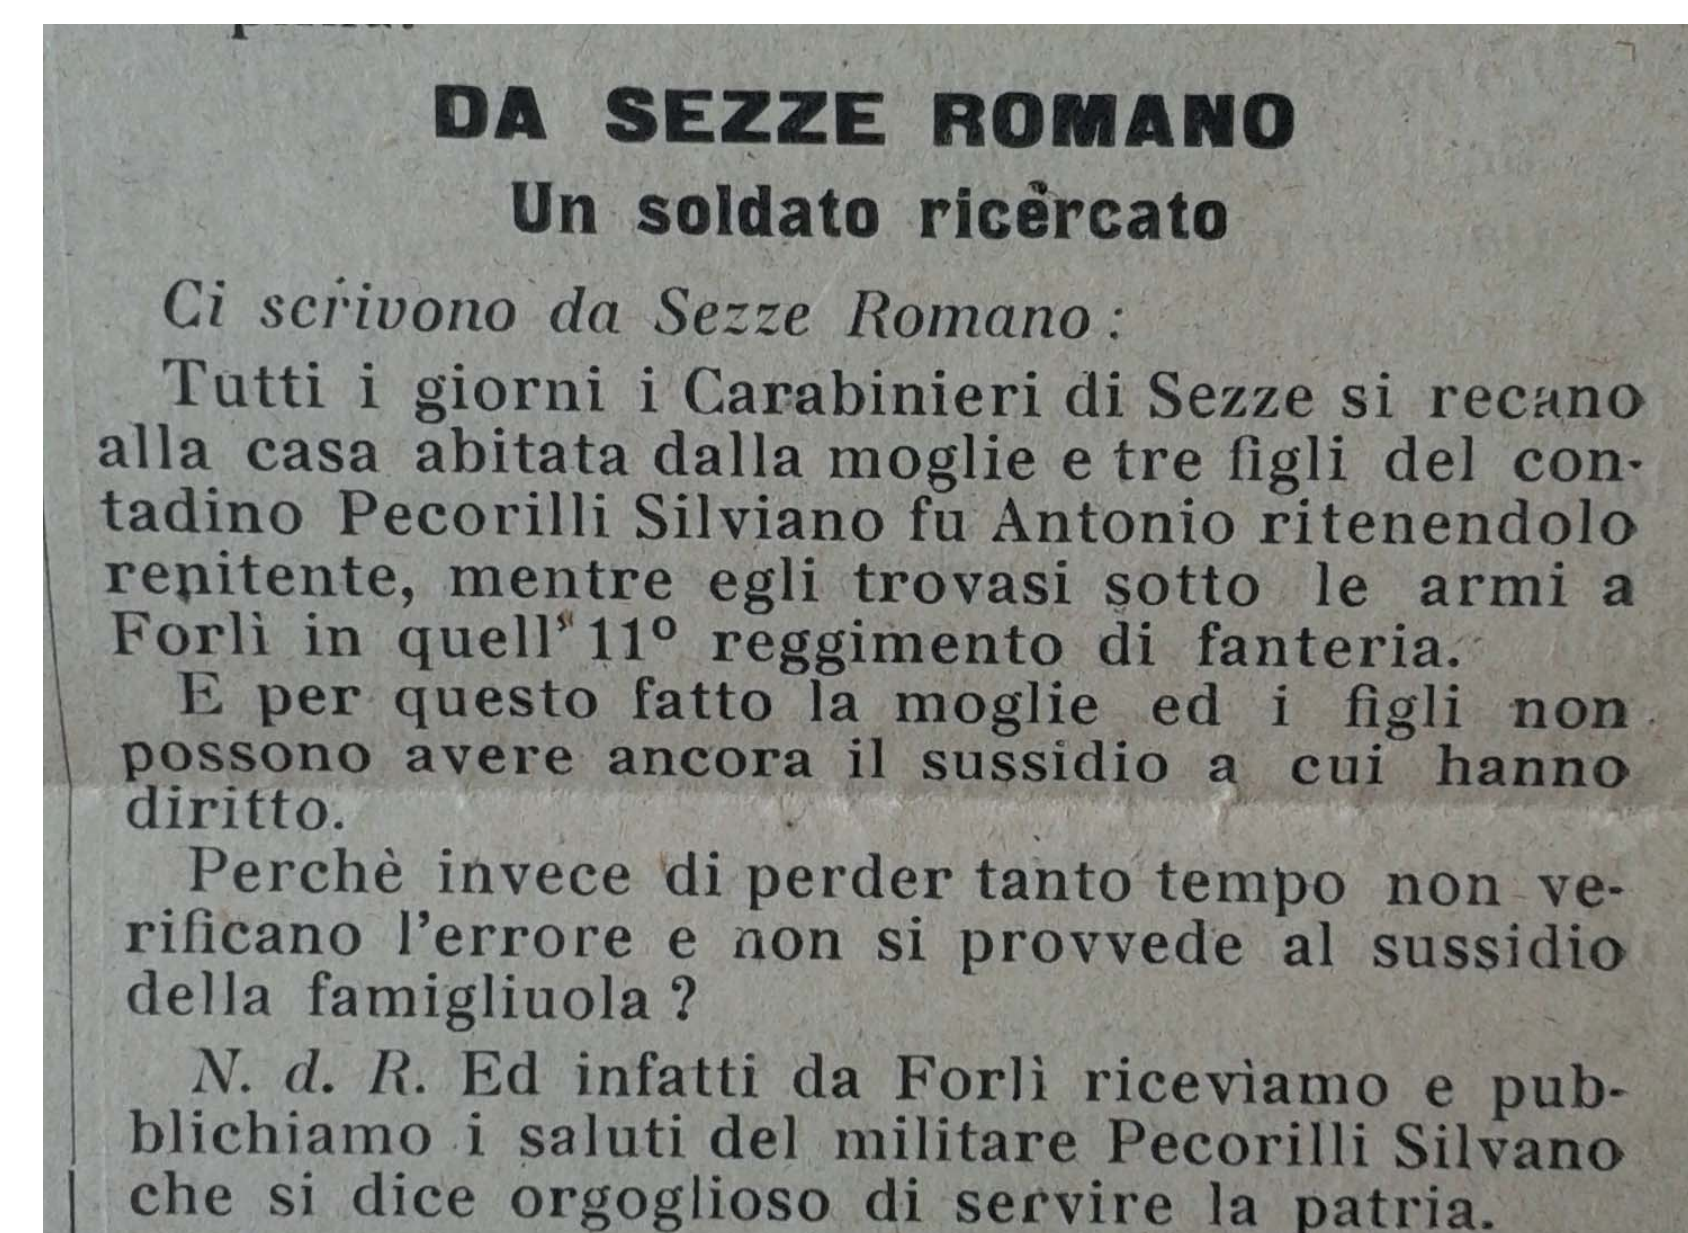 DA SEZZE ROMANO
Un soldato ricercato
Ci scrivono da Sezze Romano :
Tutti i giorni i Carabinieri di Sezze si recano
alla casa abitata dalla moglie e tre figli del con-
tadino Pecorilli Silviano fu Antonio ritenendolo
renitente, mentre egli trovasi sotto le armi a
Forlì in quell' 11º reggimento di fanteria.
E per questo fatto la moglie ed i figli non
possono avere ancora il sussidio a cui hanno
diritto.
Perchè invece di perder tanto tempo non ve-
rificano l'errore e non si provvede al sussidio
della famigliuola ?
N. d. R. Ed infatti da Forlì riceviamo e pub-
blichiamo i saluti del militare Pecorilli Silvano
che si dice orgoglioso di servire la patria.